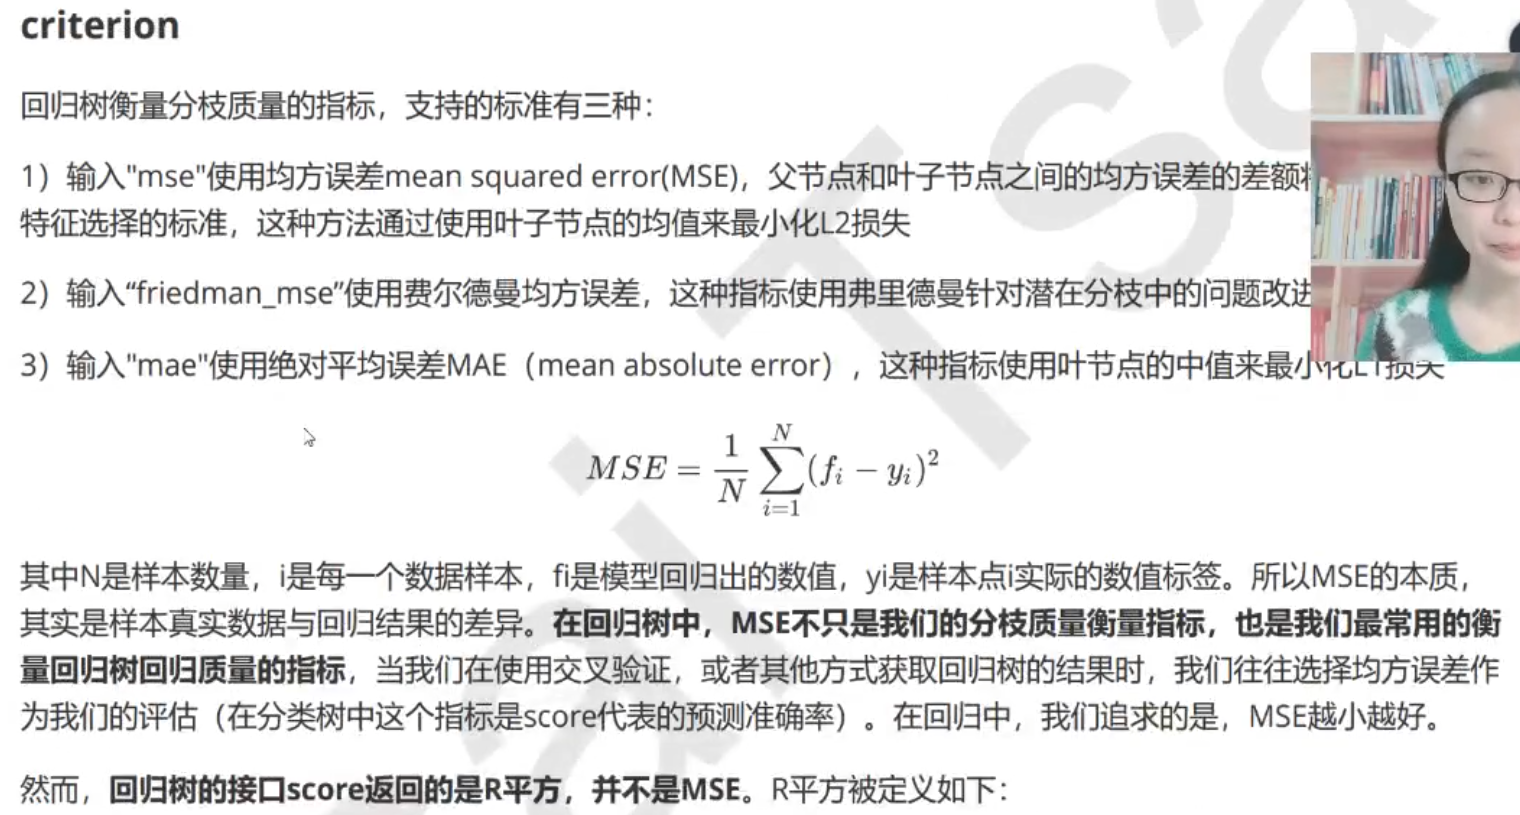 criterion
回归树衡量分枝质量的指标，支持的标准有三种：
1）输入"mse"使用均方误差mean squared error(MSE)，父节点和叶子节点之间的均方误差的差额
特征选择的标准，这种方法通过使用叶子节点的均值来最小化L2损失
2）输入“friedman_mse”使用费尔德曼均方误差，这种指标使用弗里德曼针对潜在分枝中的问题改进
3）输入"mae"使用绝对平均误差MAE（mean absolute error），这种指标使用叶节点的中值来最小化L1损失
MSE = \frac{1}{N} \sum_{i=1}^{N} (f_i − y_i)^2
其中N是样本数量，i是每一个数据样本，fi是模型回归出的数值，yi是样本点i实际的数值标签。所以MSE的本质，
其实是样本真实数据与回归结果的差异。在回归树中，MSE不只是我们的分枝质量衡量指标，也是我们最常用的衡
量回归树回归质量的指标，当我们在使用交叉验证，或者其他方式获取回归树的结果时，我们往往选择均方误差作
为我们的评估（在分类树中这个指标是score代表的预测准确率）。在回归中，我们追求的是，MSE越小越好。
然而，回归树的接口score返回的是R平方，并不是MSE。R平方被定义如下：